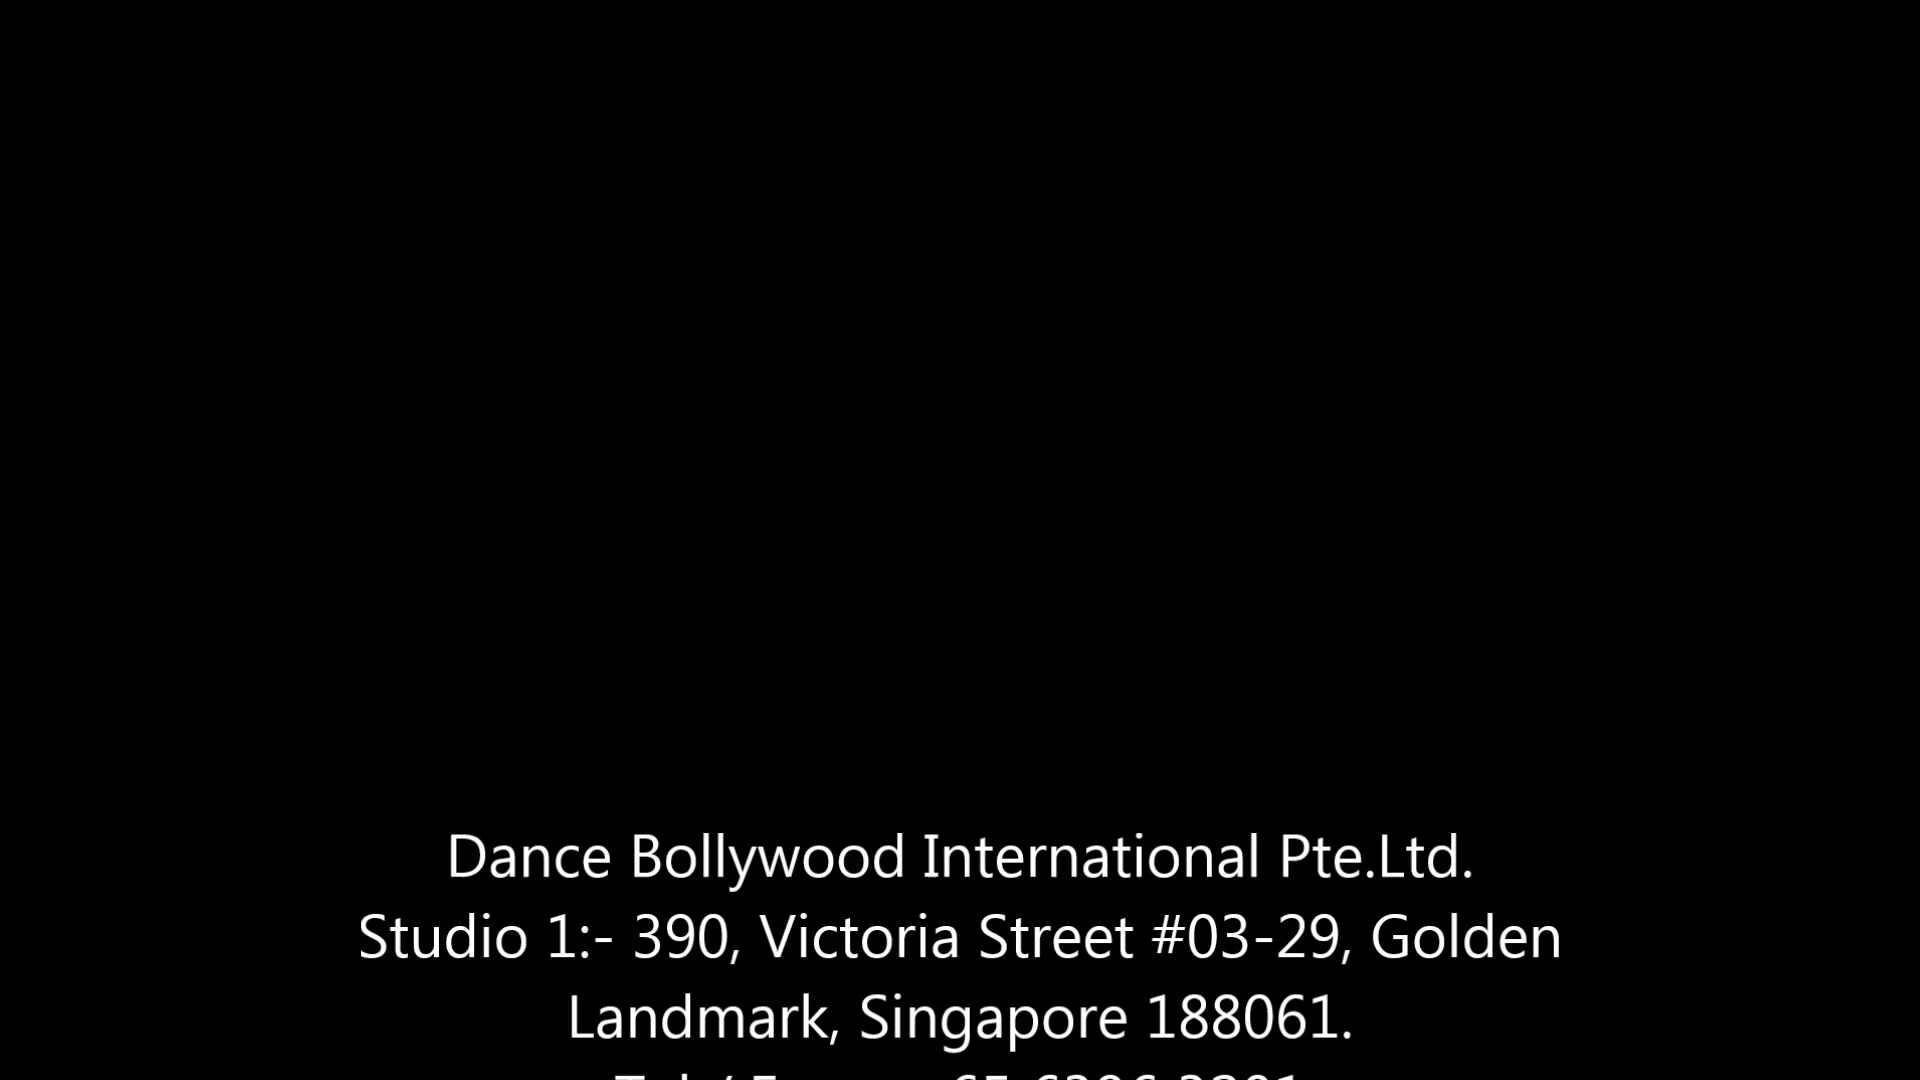 Dance Bollywood International Pte.Ltd.
Studio 1:- 390, Victoria Street #03-29, Golden
Landmark, Singapore 188061.